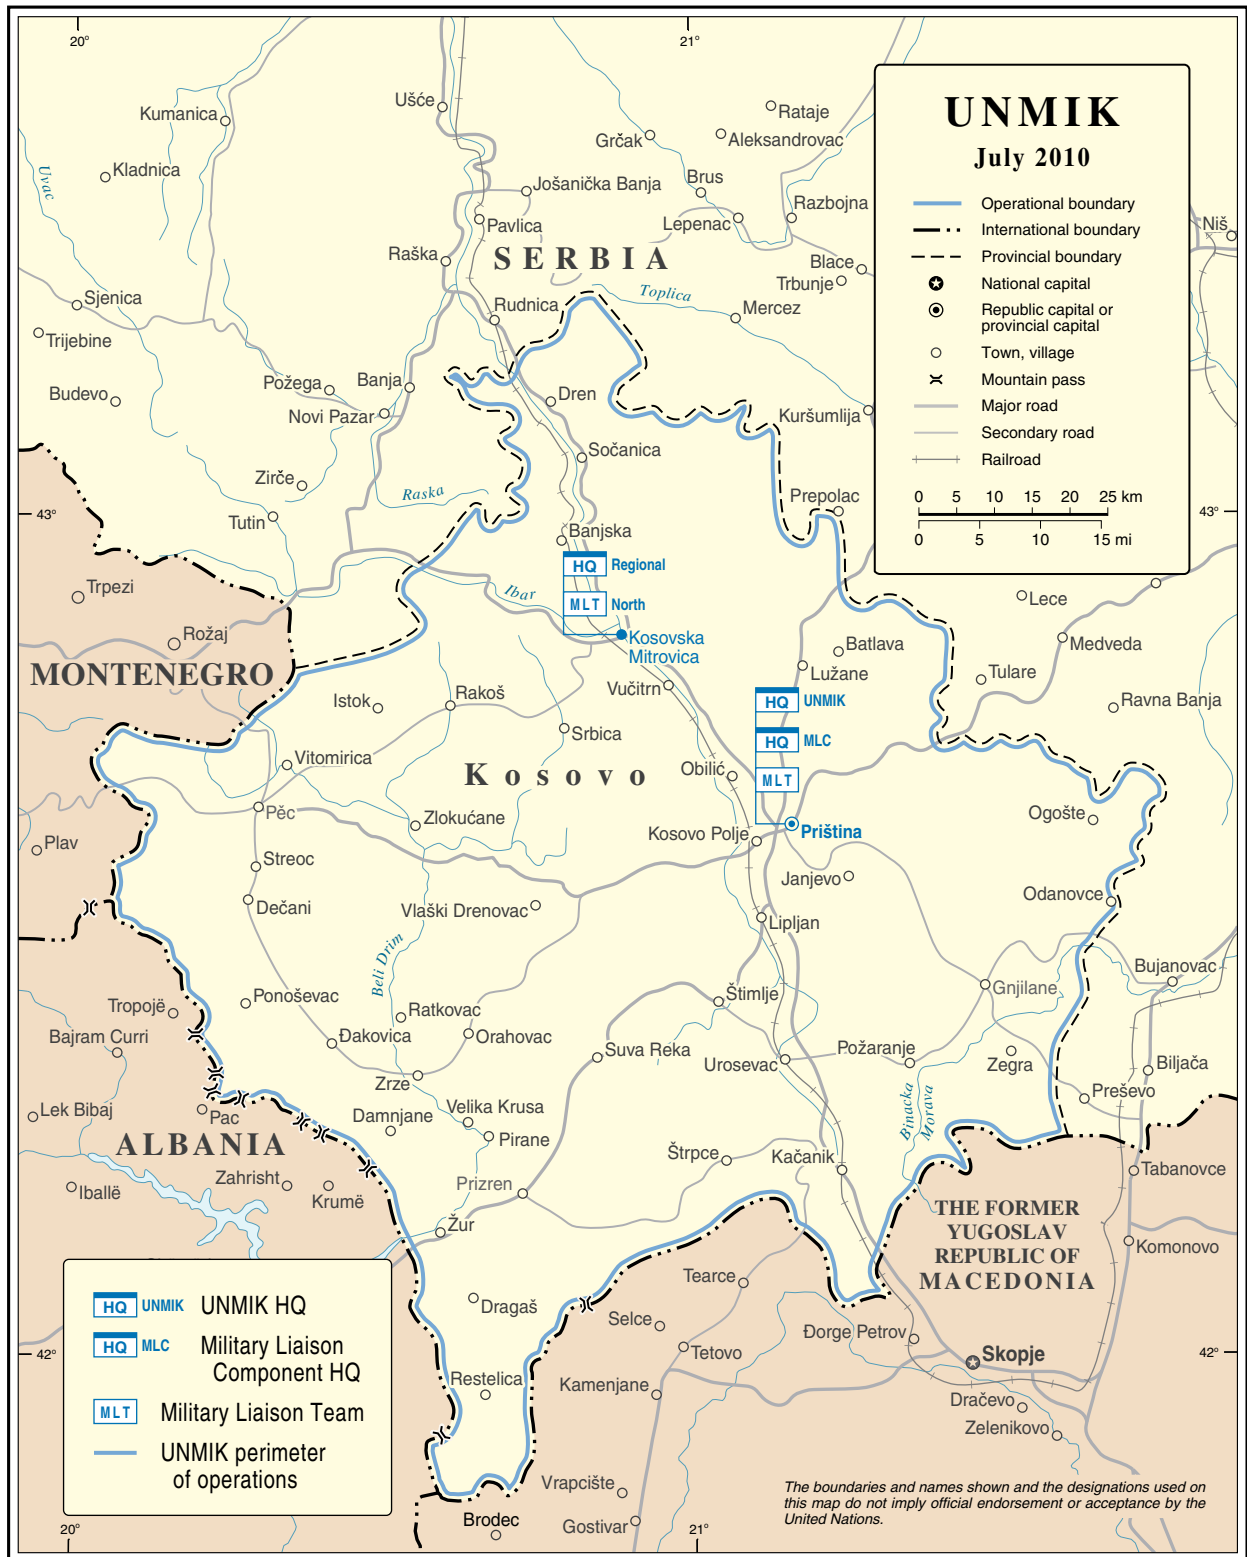 20°
21°
UNMIK
July 2010
Operational boundary
International boundary
Provincial boundary
National capital
Republic capital or
provincial capital
Town, village
Mountain pass
Major road
Secondary road
Railroad
0 5 10 15 20 25 km
0 5 10 15 mi
Ušće
Kumanica
Rataje
Grčak
Aleksandrovac
Kladnica
Uvac
Jošanička Banja
Brus
Razbojna
Pavlica
Lepenac
Niš
Raška
SERBIA
Blace
Trbunje
Sjenica
Rudnica
Toplica
Mercez
Trijebine
Požega
Banja
Budevo
Dren
Novi Pazar
Kuršumlija
Sočanica
Zirče
Raska
Prepolac
43°
43°
Tutin
Banjska
HQ Regional
Trpezi
Ibar
MLT North
Lece
Rožaj
Kosovska
Mitrovica
Batlava
Medveda
MONTENEGRO
Lužane
Tulare
Istok
Rakoš
Vučitrn
HQ UNMIK
Ravna Banja
Srbica
HQ MLC
Vitomirica
Kosovo
Obilić
MLT
Pěc
Zlokućane
Ogošte
Plav
Kosovo Polje
Priština
Streoc
Janjevo
Dečani
Vlaški Drenovac
Odanovce
Lipljan
Beli Drim
Bujanovac
Tropojë
Ponoševac
Štimlje
Gnjilane
Ratkovac
Bajram Curri
Đakovica
Orahovac
Suva Reka
Urosevac
Požaranje
Zegra
Biljača
Zrze
Lek Bibaj
Pac
Damnjane
Velika Krusa
Binacka
Morava
Preševo
ALBANIA
Pirane
Štrpce
Kačanik
Tabanovce
Iballë
Zahrisht
Krumë
Prizren
Žur
THE FORMER
YUGOSLAV
REPUBLIC OF
MACEDONIA
Komonovo
Tearce
HQ UNMIK UNMIK HQ
HQ MLC Military Liaison
Component HQ
MLT Military Liaison Team
UNMIK perimeter
of operations
Dragaš
Selce
Đorge Petrov
Tetovo
Skopje
42°
42°
Restelica
Kamenjane
Dračevo
Zelenikovo
Vrapcište
Brodec
Gostivar
The boundaries and names shown and the designations used on
this map do not imply official endorsement or acceptance by the
United Nations.
20°
21°